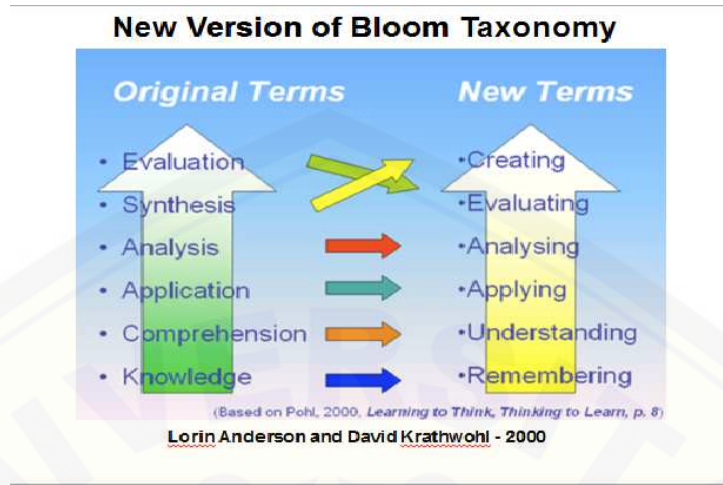 New Version of Bloom Taxonomy
Original Terms New Terms
• Evaluation •Creating
• Synthesis •Evaluating
• Analysis •Analysing
• Application •Applying
• Comprehension •Understanding
• Knowledge •Remembering
(Based on Pohl, 2000, Learning to Think, Thinking to Learn, p. 8)
Lorin Anderson and David Krathwohl - 2000